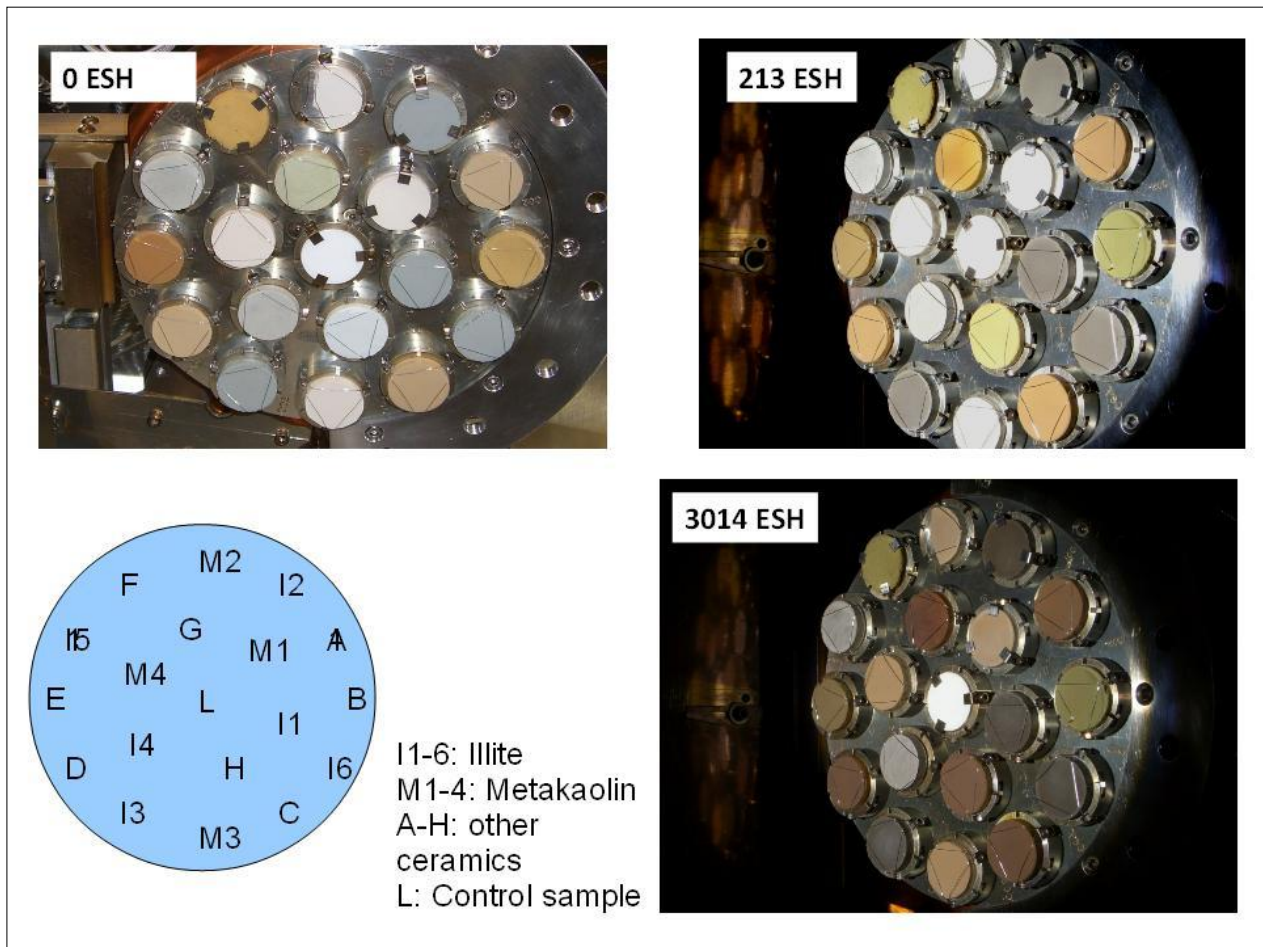 0 ESH
213 ESH
3014 ESH
M2
F
I2
G
I5
A
M1
M4
E
L
B
I1
I4
D
H
I6
I3
C
M3
I1-6: Illite
M1-4: Metakaolin
A-H: other
ceramics
L: Control sample